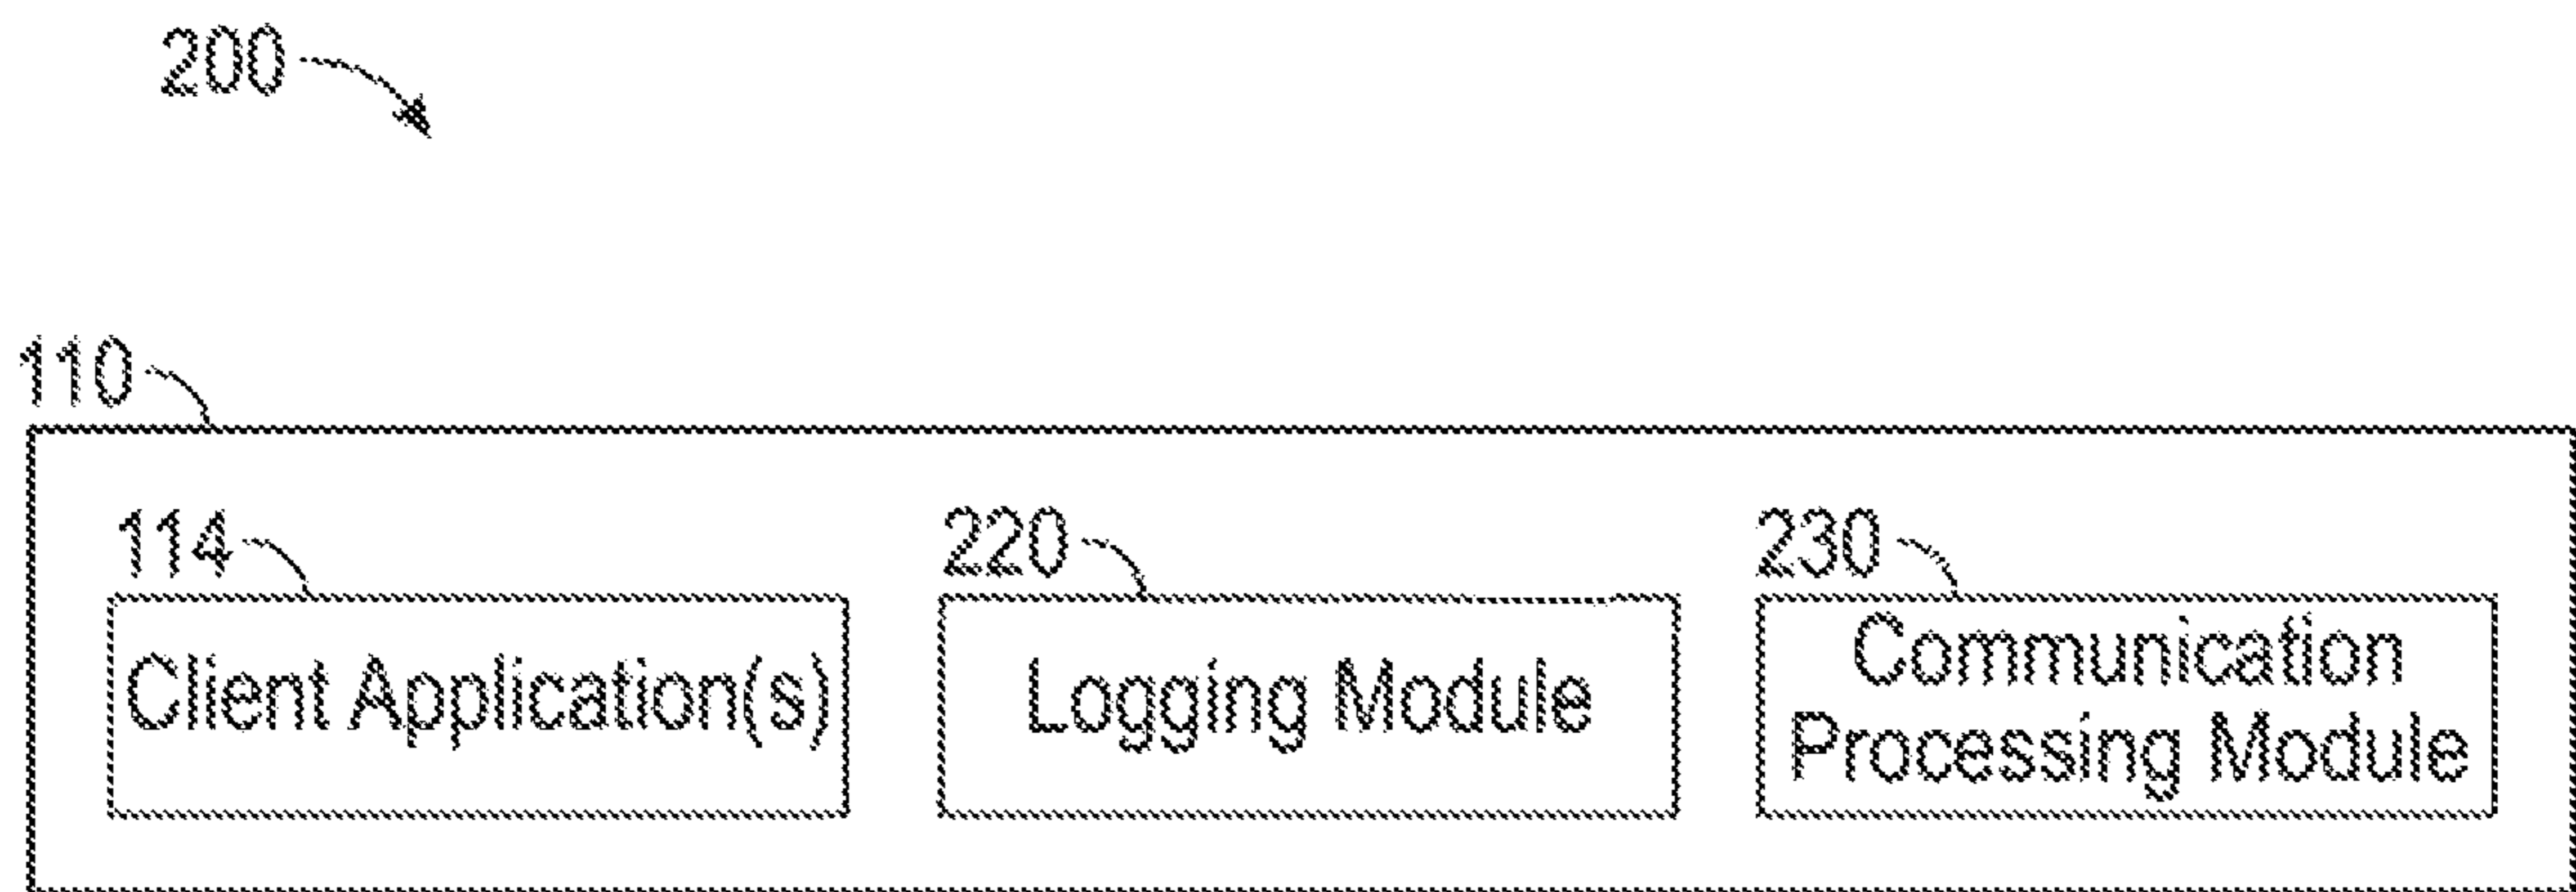 200
110
114
220
230
Client Application(s)
Logging Module
Communication
Processing Module